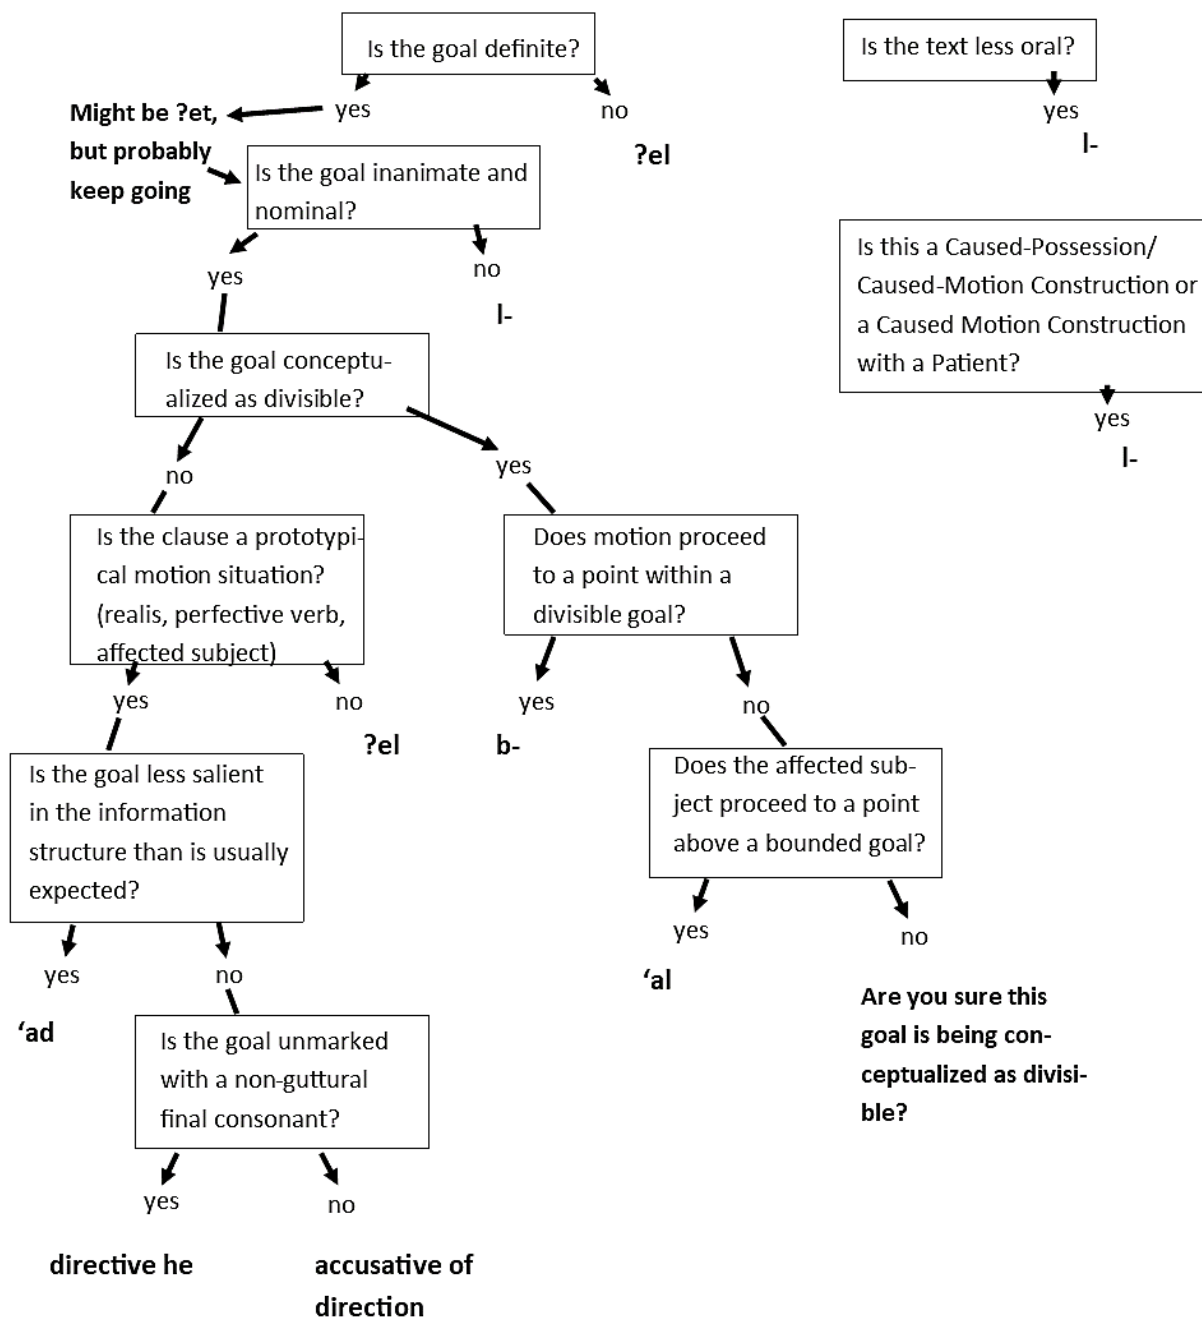 Is the goal definite?
yes
no
Might be ?et,
but probably
keep going
?el
Is the goal inanimate and
nominal?
yes
no
l-
Is the goal conceptu-
alized as divisible?
no
yes
Is the clause a prototypi-
cal motion situation?
(realis, perfective verb,
affected subject)
yes
no
?el
Does motion proceed
to a point within a
divisible goal?
yes
no
b-
Is the goal less salient
in the information
structure than is usually
expected?
yes
no
‘ad
Does the affected sub-
ject proceed to a point
above a bounded goal?
yes
no
‘al
Are you sure this
goal is being con-
ceptualized as divisi-
ble?
Is the goal unmarked
with a non-guttural
final consonant?
yes
no
directive he
accusative of
direction
Is the text less oral?
yes
l-
Is this a Caused-Possession/
Caused-Motion Construction or
a Caused Motion Construction
with a Patient?
yes
l-